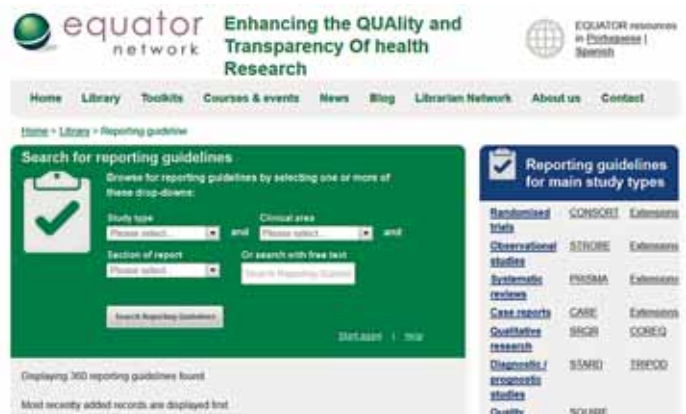 equator
network
Enhancing the QUAlity and
Transparency Of health
Research
EQUATOR resources
in Portuguese |
Spanish
Home Library Toolkits Courses & events News Blog Librarian Network About us Contact
Home > Library > Reporting guideline
Search for reporting guidelines
Browse for reporting guidelines by selecting one or more of
these drop-downs:
Study type Clinical area
Please select... and Please select... and
Section of report Or search with free text
Please select... Search Reporting
Search Reporting Guidelines
Start again | Help
Displaying 360 reporting guidelines found
Most recently added records are displayed first
Reporting guidelines
for main study types
Randomised trials CONSORT Extensions
Observational studies STROBE Extensions
Systematic reviews PRISMA Extensions
Case reports CARE Extensions
Qualitative research SRQR COREQ
Diagnostic / prognostic studies STARD TRIPOD
Quality SQUIRE